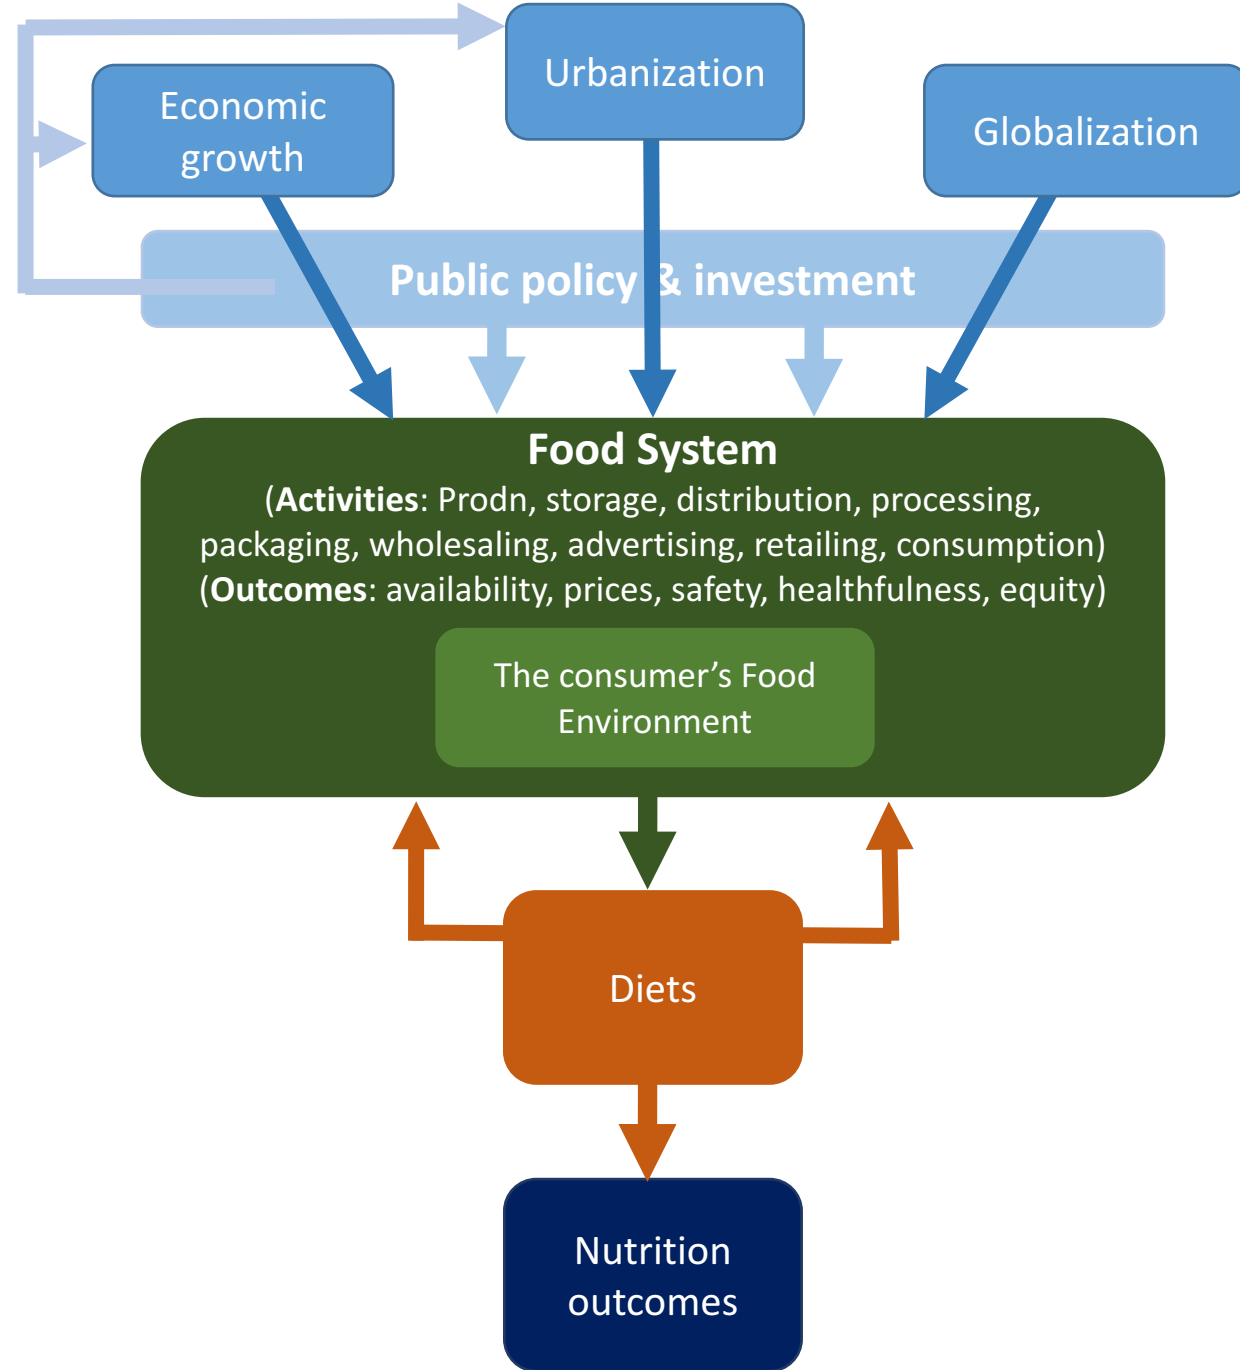 Urbanization
Economic
growth
Globalization
Public policy & investment
Food System
(Activities: Prodn, storage, distribution, processing,
packaging, wholesaling, advertising, retailing, consumption)
(Outcomes: availability, prices, safety, healthfulness, equity)
The consumer’s Food
Environment
Diets
Nutrition
outcomes